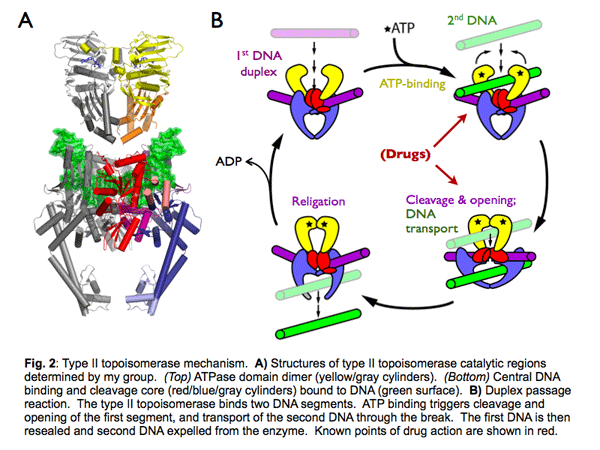 A
B
★ATP
2nd DNA
1st DNA
duplex
ATP-binding
(Drugs)
ADP
Religation
Cleavage & opening;
DNA
transport
Fig. 2: Type II topoisomerase mechanism. A) Structures of type II topoisomerase catalytic regions
determined by my group. (Top) ATPase domain dimer (yellow/gray cylinders). (Bottom) Central DNA
binding and cleavage core (red/blue/gray cylinders) bound to DNA (green surface). B) Duplex passage
reaction. The type II topoisomerase binds two DNA segments. ATP binding triggers cleavage and
opening of the first segment, and transport of the second DNA through the break. The first DNA is then
resealed and second DNA expelled from the enzyme. Known points of drug action are shown in red.